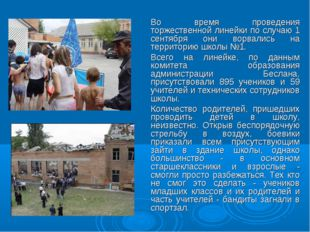 Во время проведения
торжественной линейки по случаю 1
сентября они ворвались на
территорию школы №1.
Всего на линейке, по данным
комитета образования
администрации Беслана,
присутствовали 895 учеников и 59
учителей и технических сотрудников
школы.
Количество родителей, пришедших
проводить детей в школу,
неизвестно. Открыв беспорядочную
стрельбу в воздух, боевики
приказали всем присутствующим
зайти в здание школы, однако
большинство - в основном
старшеклассники и взрослые -
смогли просто разбежаться. Тех кто
не смог это сделать - учеников
младших классов и их родителей и
часть учителей - бандиты загнали в
спортзал.